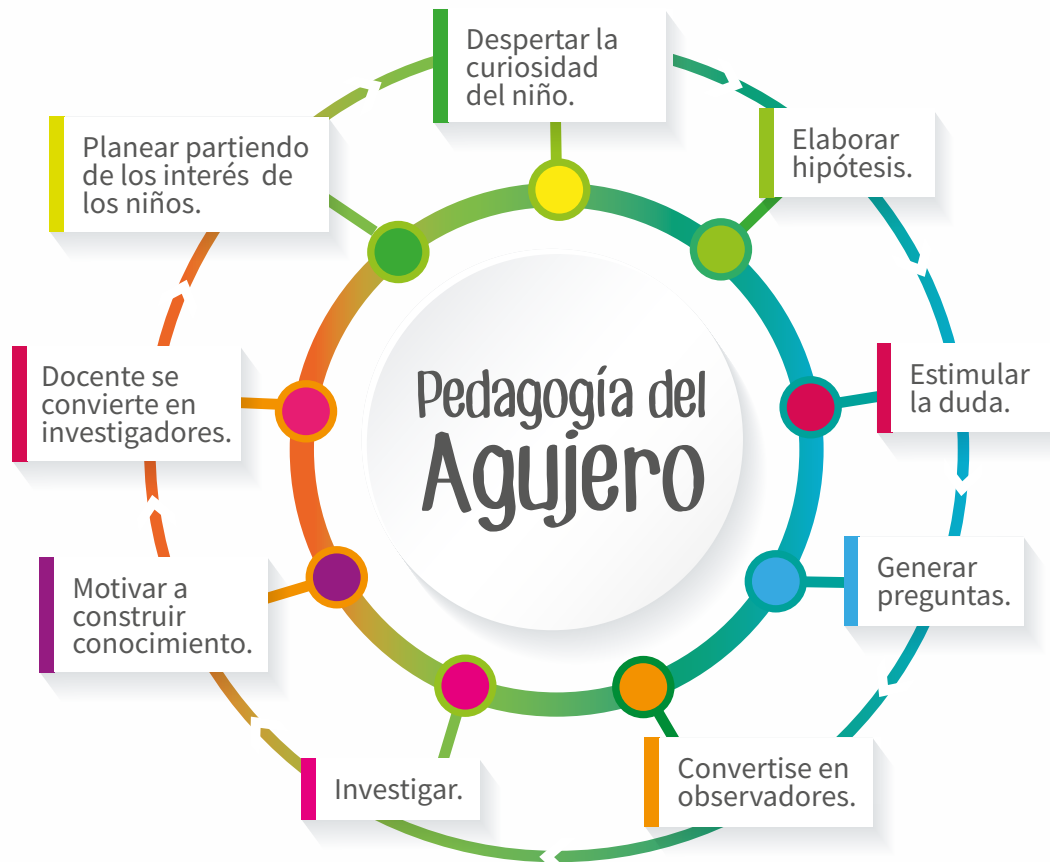 Despertar la
curiosidad
del niño.
Elaborar
hipótesis.
Estimular
la duda.
Generar
preguntas.
Convertise en
observadores.
Investigar.
Motivar a
construir
conocimiento.
Docente se
convierte en
investigadores.
Planear partiendo
de los interés de
los niños.
Pedagogía del
Agujero